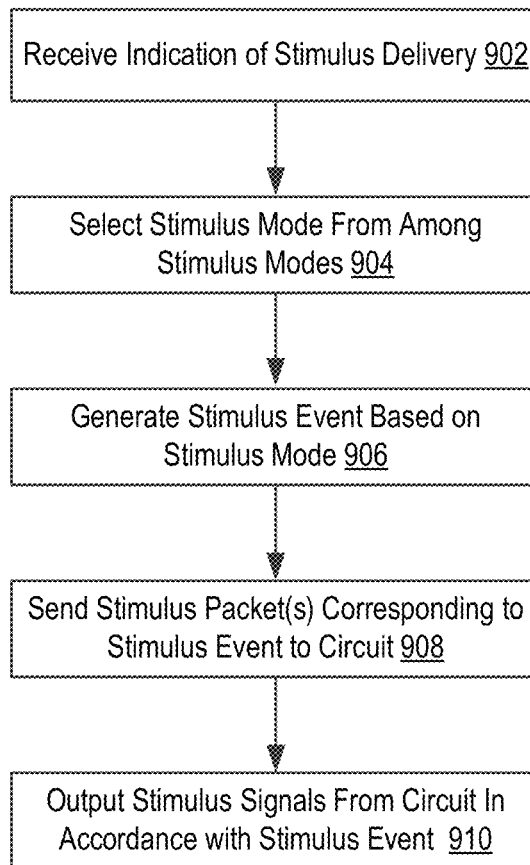 Receive Indication of Stimulus Delivery 902
Select Stimulus Mode From Among
Stimulus Modes 904
Generate Stimulus Event Based on
Stimulus Mode 906
Send Stimulus Packet(s) Corresponding to
Stimulus Event to Circuit 908
Output Stimulus Signals From Circuit In
Accordance with Stimulus Event 910